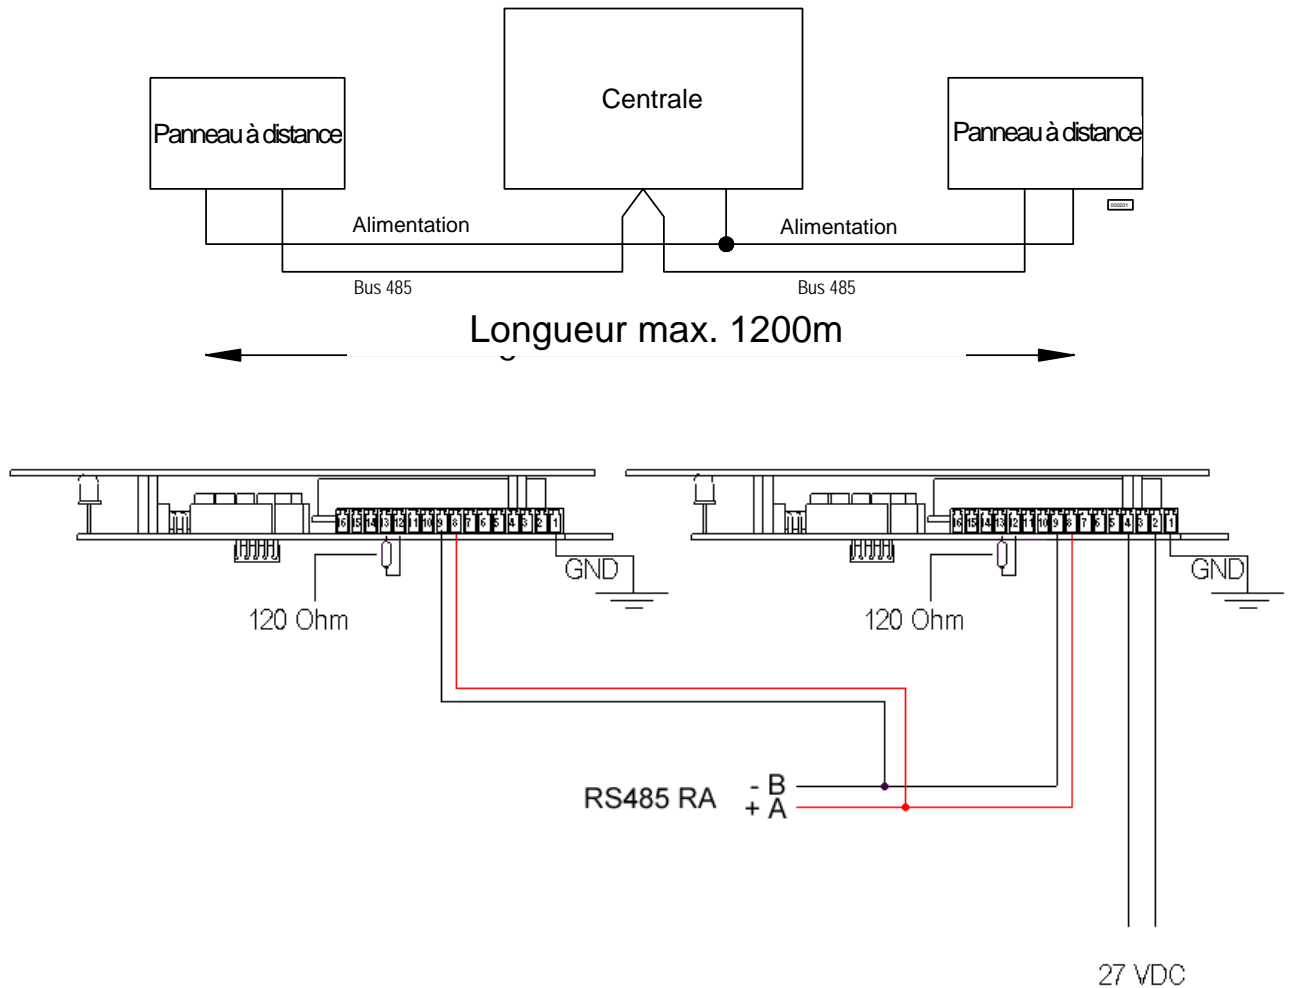 Centrale
Panneau à distance
Panneau à distance
000201
Alimentation
Alimentation
Bus 485
Bus 485
Longueur max. 1200m
16 15 14 13 12 11 10 9 8 7 6 5 4 3 2 1
16 15 14 13 12 11 10 9 8 7 6 5 4 3 2 1
GND
GND
120 Ohm
120 Ohm
RS485 RA
- B
+ A
27 VDC